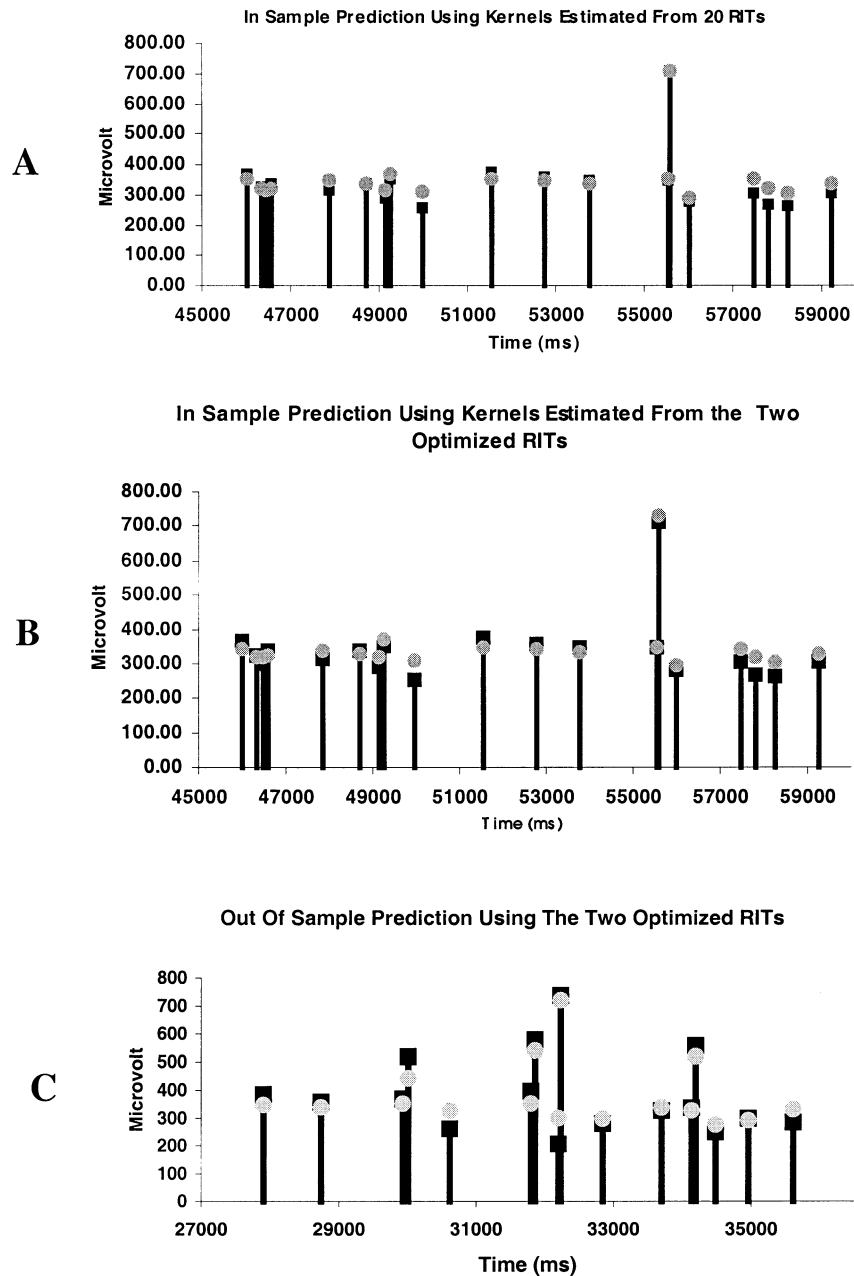 In Sample Prediction Using Kernels Estimated From 20 RITs
A
Microvolt
800.00
700.00
600.00
500.00
400.00
300.00
200.00
100.00
0.00
45000 47000 49000 51000 53000 55000 57000 59000
Time (ms)
In Sample Prediction Using Kernels Estimated From the Two
Optimized RITs
B
Microvolt
800.00
700.00
600.00
500.00
400.00
300.00
200.00
100.00
0.00
45000 47000 49000 51000 53000 55000 57000 59000
Time (ms)
Out Of Sample Prediction Using The Two Optimized RITs
C
Microvolt
800
700
600
500
400
300
200
100
0
27000 29000 31000 33000 35000
Time (ms)